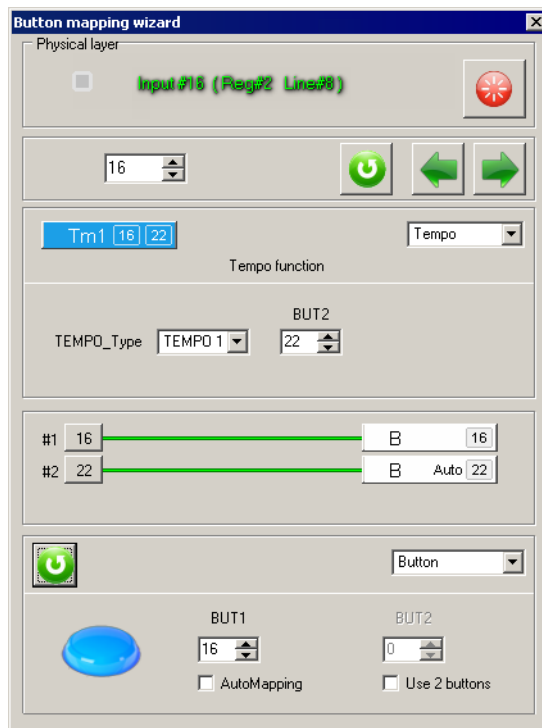 Button mapping wizard
Physical layer
Input#16 (Reg#2 Line#8)
16
Tm1 16 22
Tempo
Tempo function
BUT2
TEMPO_Type TEMPO 1 22
#1 16 B 16
#2 22 B Auto 22
Button
BUT1 BUT2
16 0
AutoMapping Use 2 buttons